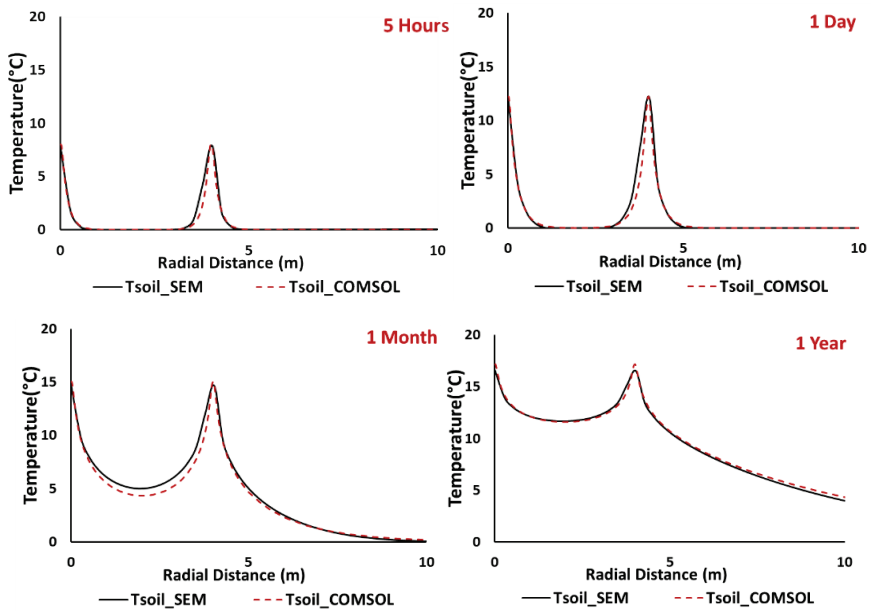 5 Hours
Temperature(°C)
20
15
10
5
0
0
5
10
Radial Distance (m)
Tsoil_SEM
Tsoil_COMSOL
1 Day
Temperature(°C)
20
15
10
5
0
0
5
10
Radial Distance (m)
Tsoil_SEM
Tsoil_COMSOL
1 Month
Temperature(°C)
20
15
10
5
0
0
5
10
Radial Distance (m)
Tsoil_SEM
Tsoil_COMSOL
1 Year
Temperature(°C)
20
15
10
5
0
0
5
10
Radial Distance (m)
Tsoil_SEM
Tsoil_COMSOL